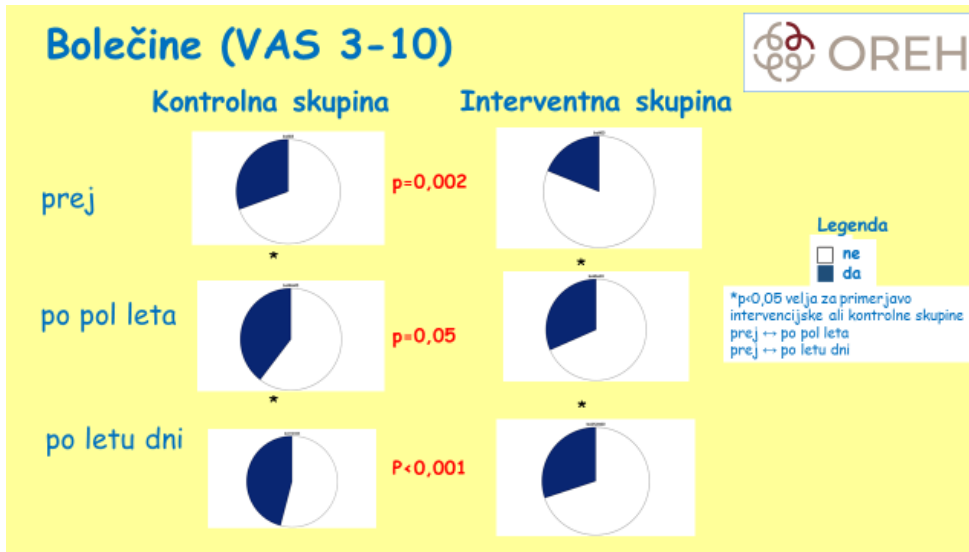 Bolečine (VAS 3-10)
OREH
Kontrolna skupina
Interventna skupina
prej
p=0,002
*
*
po pol leta
p=0,05
*
*
po letu dni
P<0,001
Legenda
ne
da
*p<0,05 velja za primerjavo
intervencijske ali kontrolne skupine
prej ↔ po pol leta
prej ↔ po letu dni